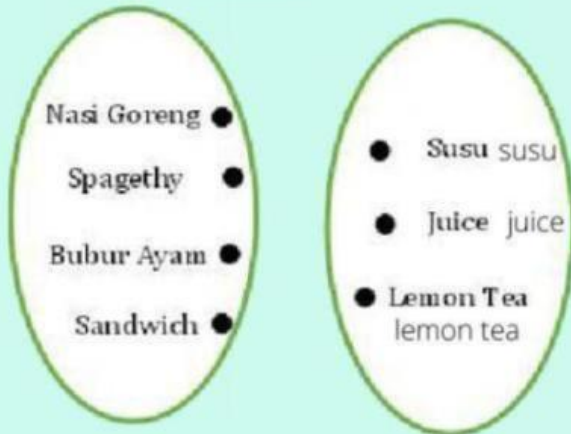 Nasi Goreng
Spagethy
Bubur Ayam
Sandwich
Susu susu
Juice juice
Lemon Tea
lemon tea